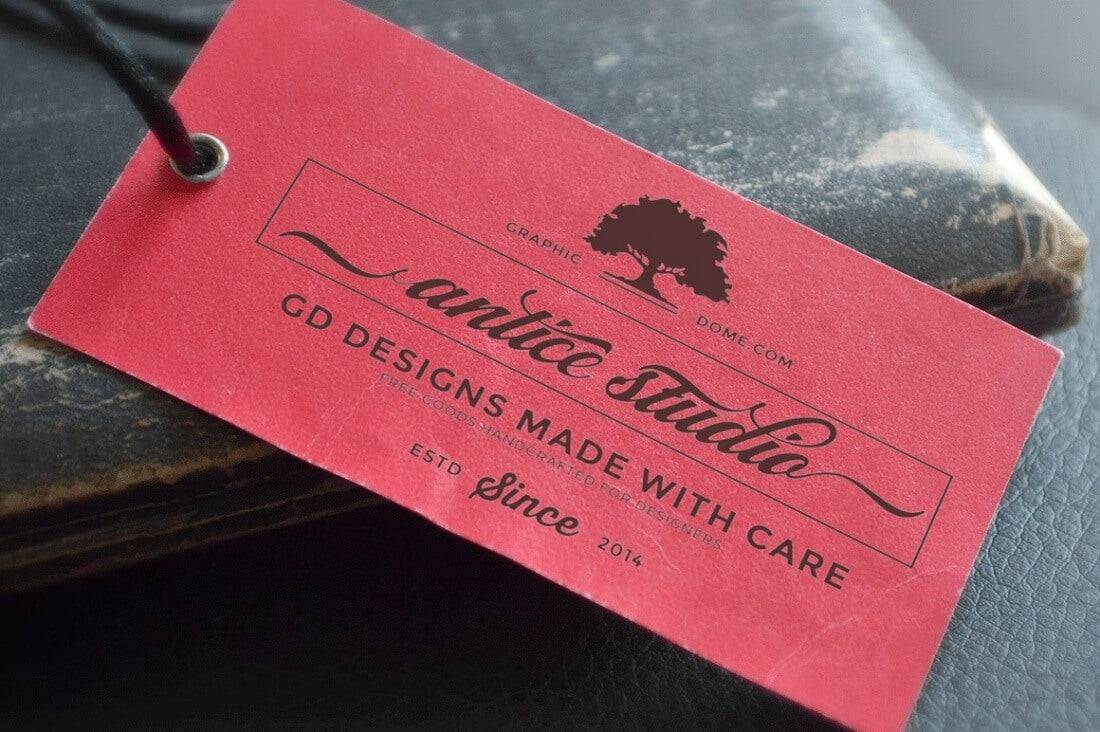 GRAPHIC DOME.COM
antice studio
GD DESIGNS MADE WITH CARE
FREE GOODS HANDCRAFTED FOR DESIGNERS
ESTD Since 2014